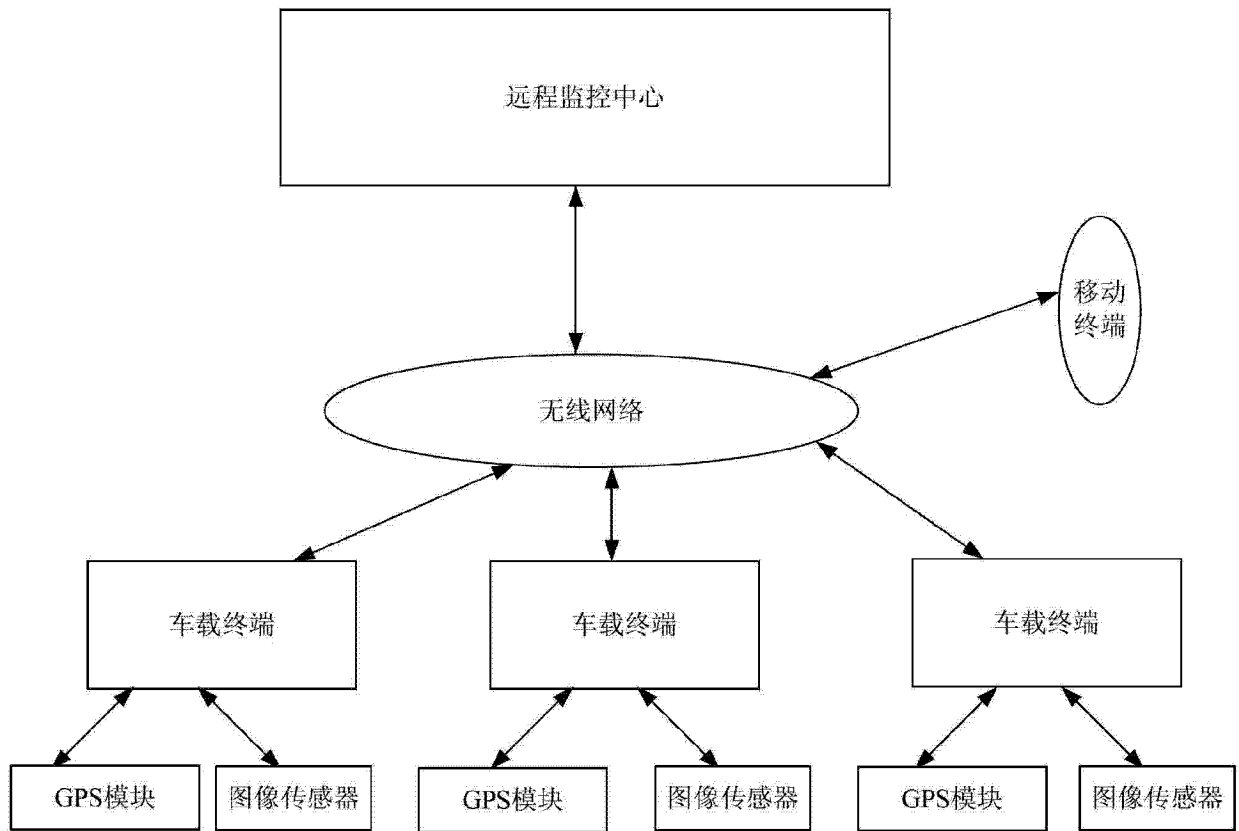 远程监控中心
移动
终端
无线网络
车载终端
车载终端
车载终端
GPS模块
图像传感器
GPS模块
图像传感器
GPS模块
图像传感器